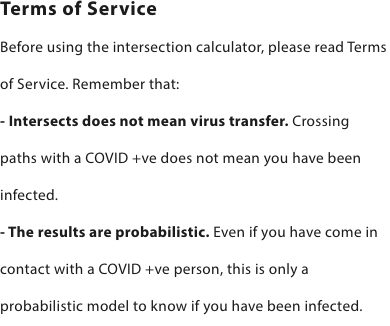 Terms of Service
Before using the intersection calculator, please read Terms
of Service. Remember that:
- Intersects does not mean virus transfer. Crossing
paths with a COVID +ve does not mean you have been
infected.
- The results are probabilistic. Even if you have come in
contact with a COVID +ve person, this is only a
probabilistic model to know if you have been infected.